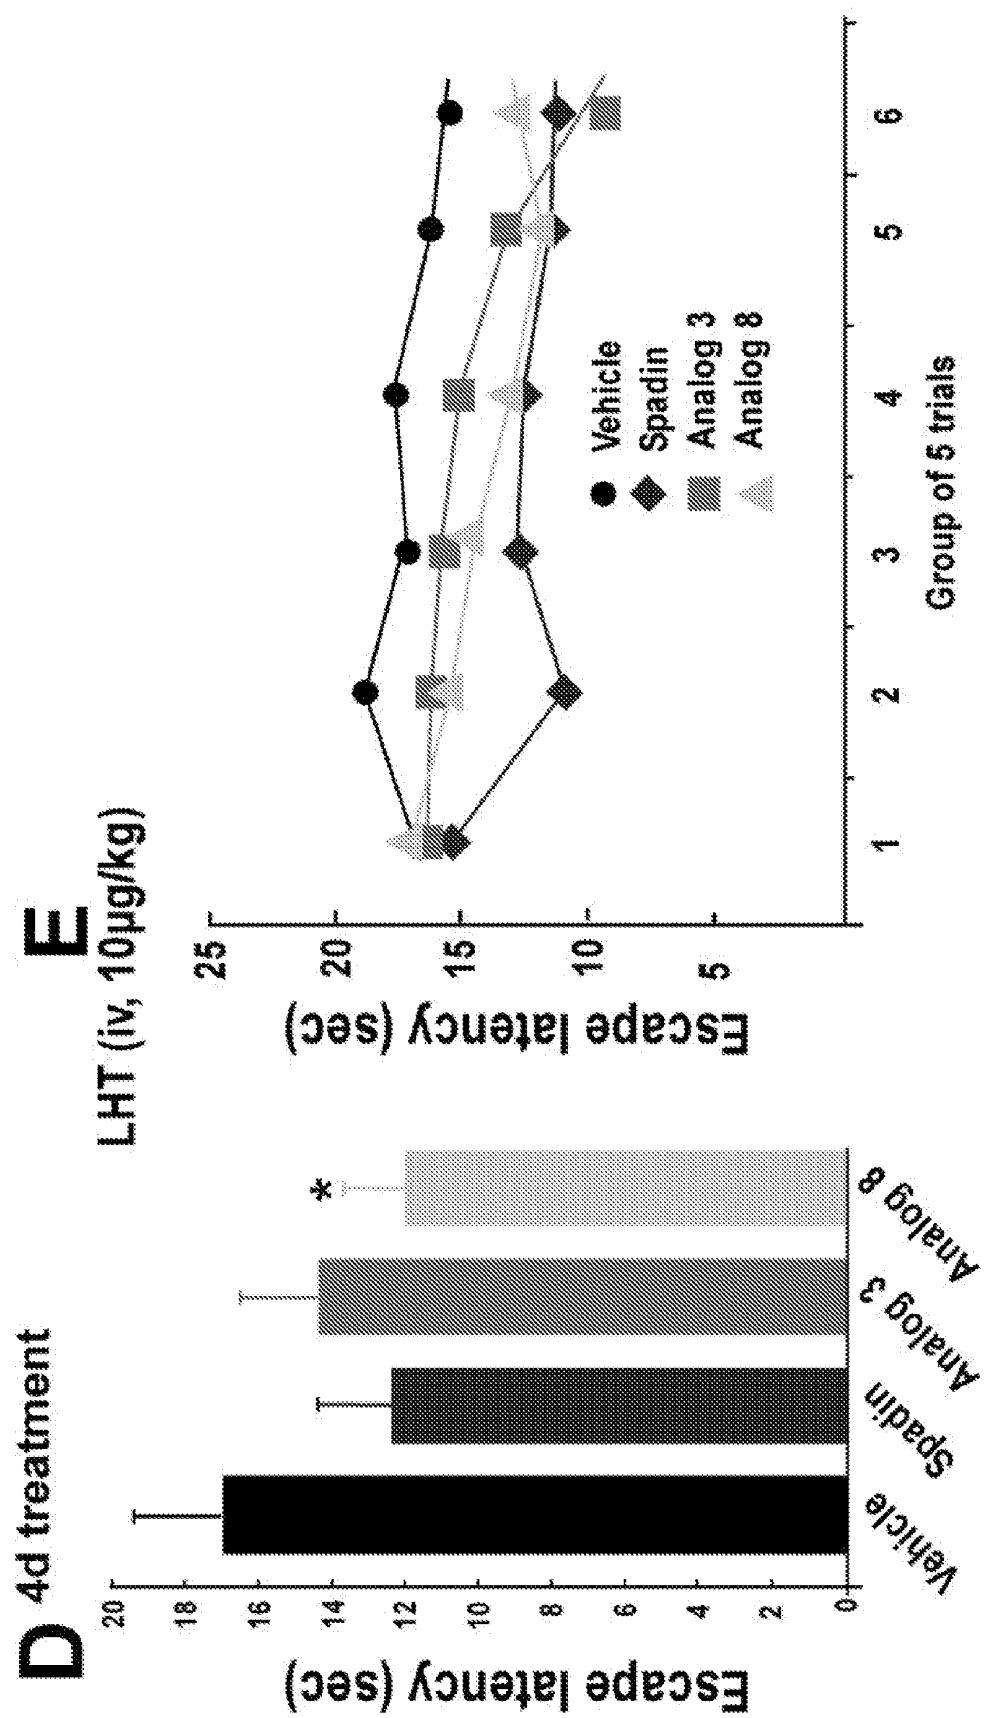 D
4d treatment
Escape latency (sec)
20
18
16
14
12
10
8
6
4
2
0
Vehicle
Spadin
Analog 3
Analog 8
*
E
LHT (iv, 10µg/kg)
Escape latency (sec)
25
20
15
10
5
Vehicle
Spadin
Analog 3
Analog 8
1 2 3 4 5 6
Group of 5 trials